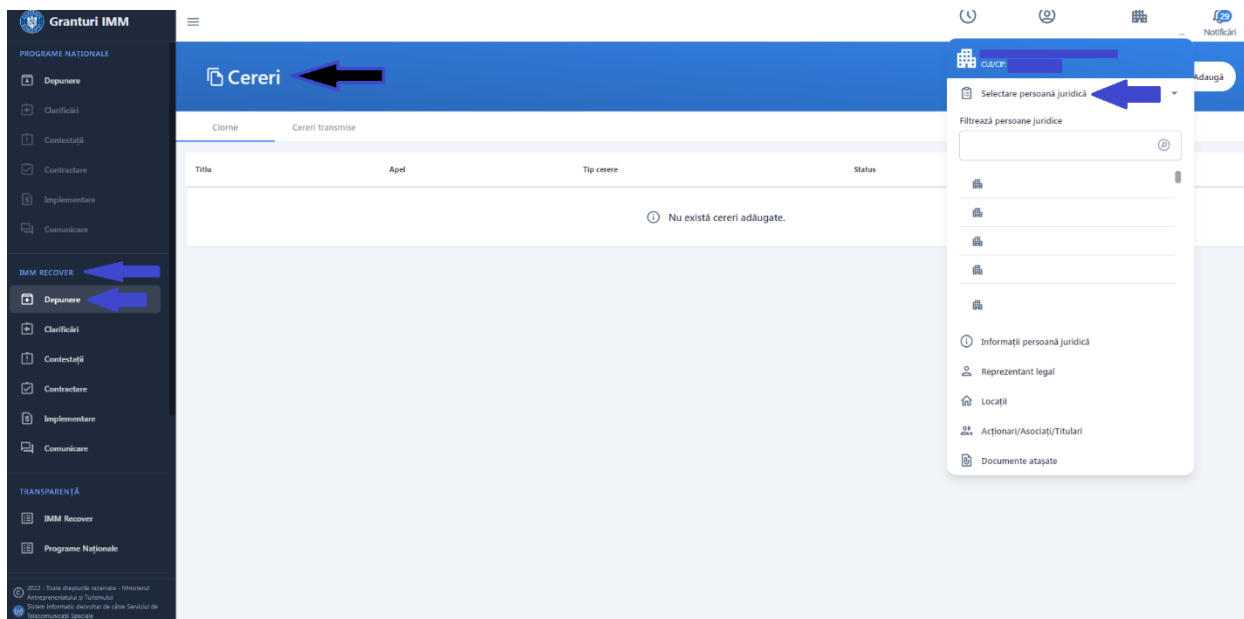 Granturi IMM
...
29
Notificări
PROGRAME NAȚIONALE
Depunere
Clarificări
Contestații
Contractare
Implementare
Comunicare
IMM RECOVER
Depunere
Clarificări
Contestații
Contractare
Implementare
Comunicare
TRANSPARENȚĂ
IMM Recover
Programe Naționale
2022 - Toate drepturile rezervate - Ministerul
Antreprenoriatului și Turismului
Sistem informatic dezvoltat de către Serviciul de
Telecomunicații Speciale
Cereri
Adaugă
Ciorne
Cereri transmise
Titlu
Apel
Tip cerere
Status
Nu există cereri adăugate.
CUI/CIF:
Selectare persoană juridică
Filtrează persoane juridice
Informații persoană juridică
Reprezentant legal
Locații
Acționari/Asociați/Titulari
Documente atașate